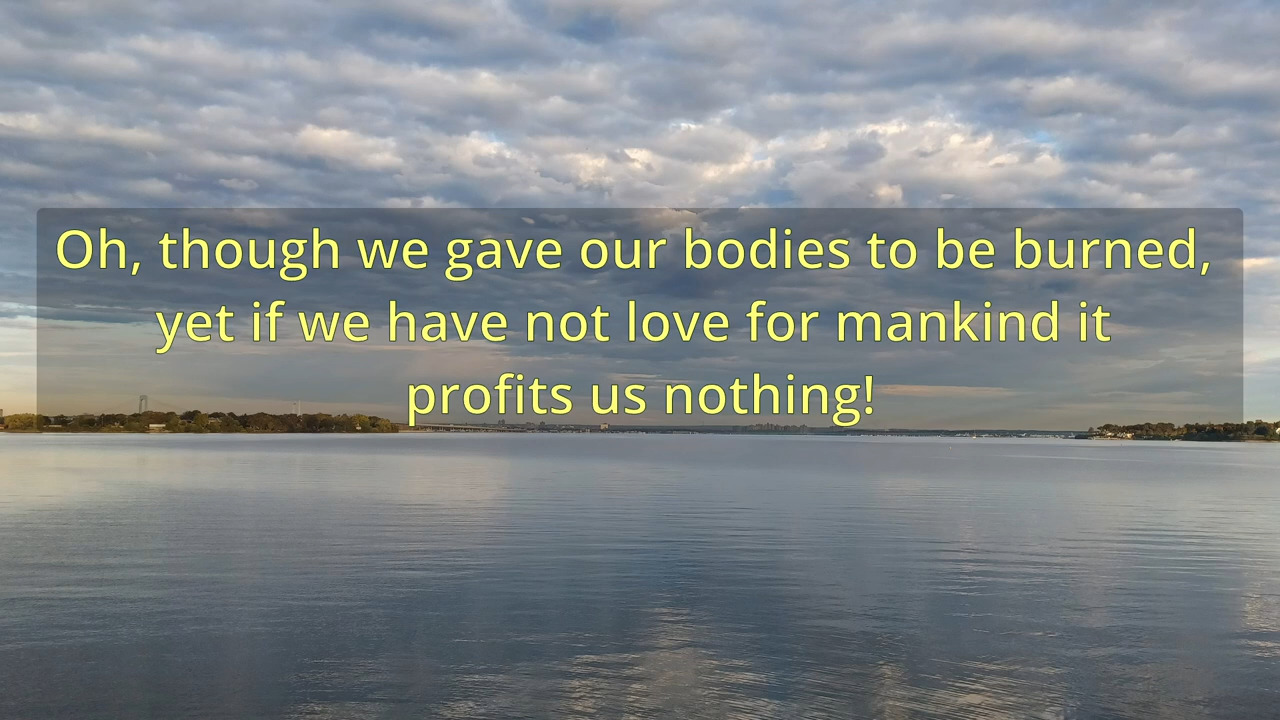 Oh, though we gave our bodies to be burned,
yet if we have not love for mankind it
profits us nothing!